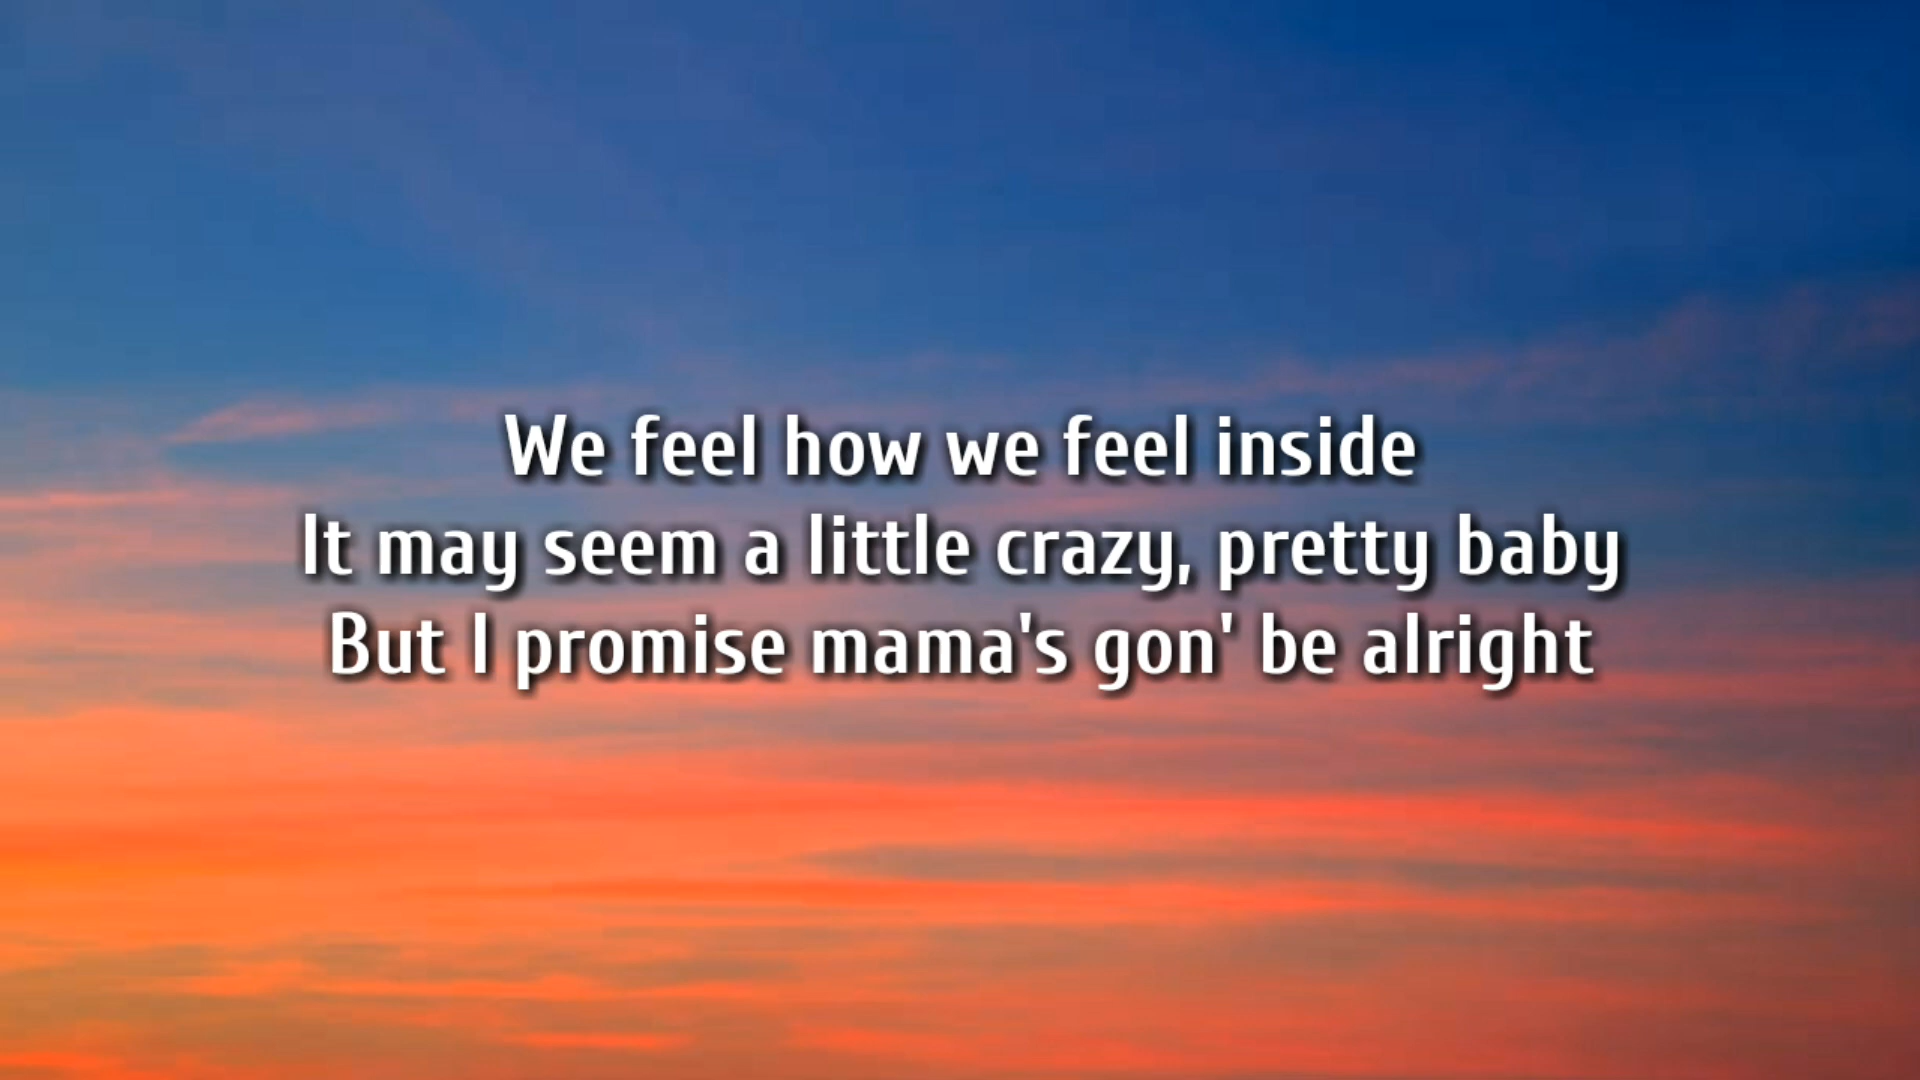 We feel how we feel inside
It may seem a little crazy, pretty baby
But I promise mama's gon' be alright